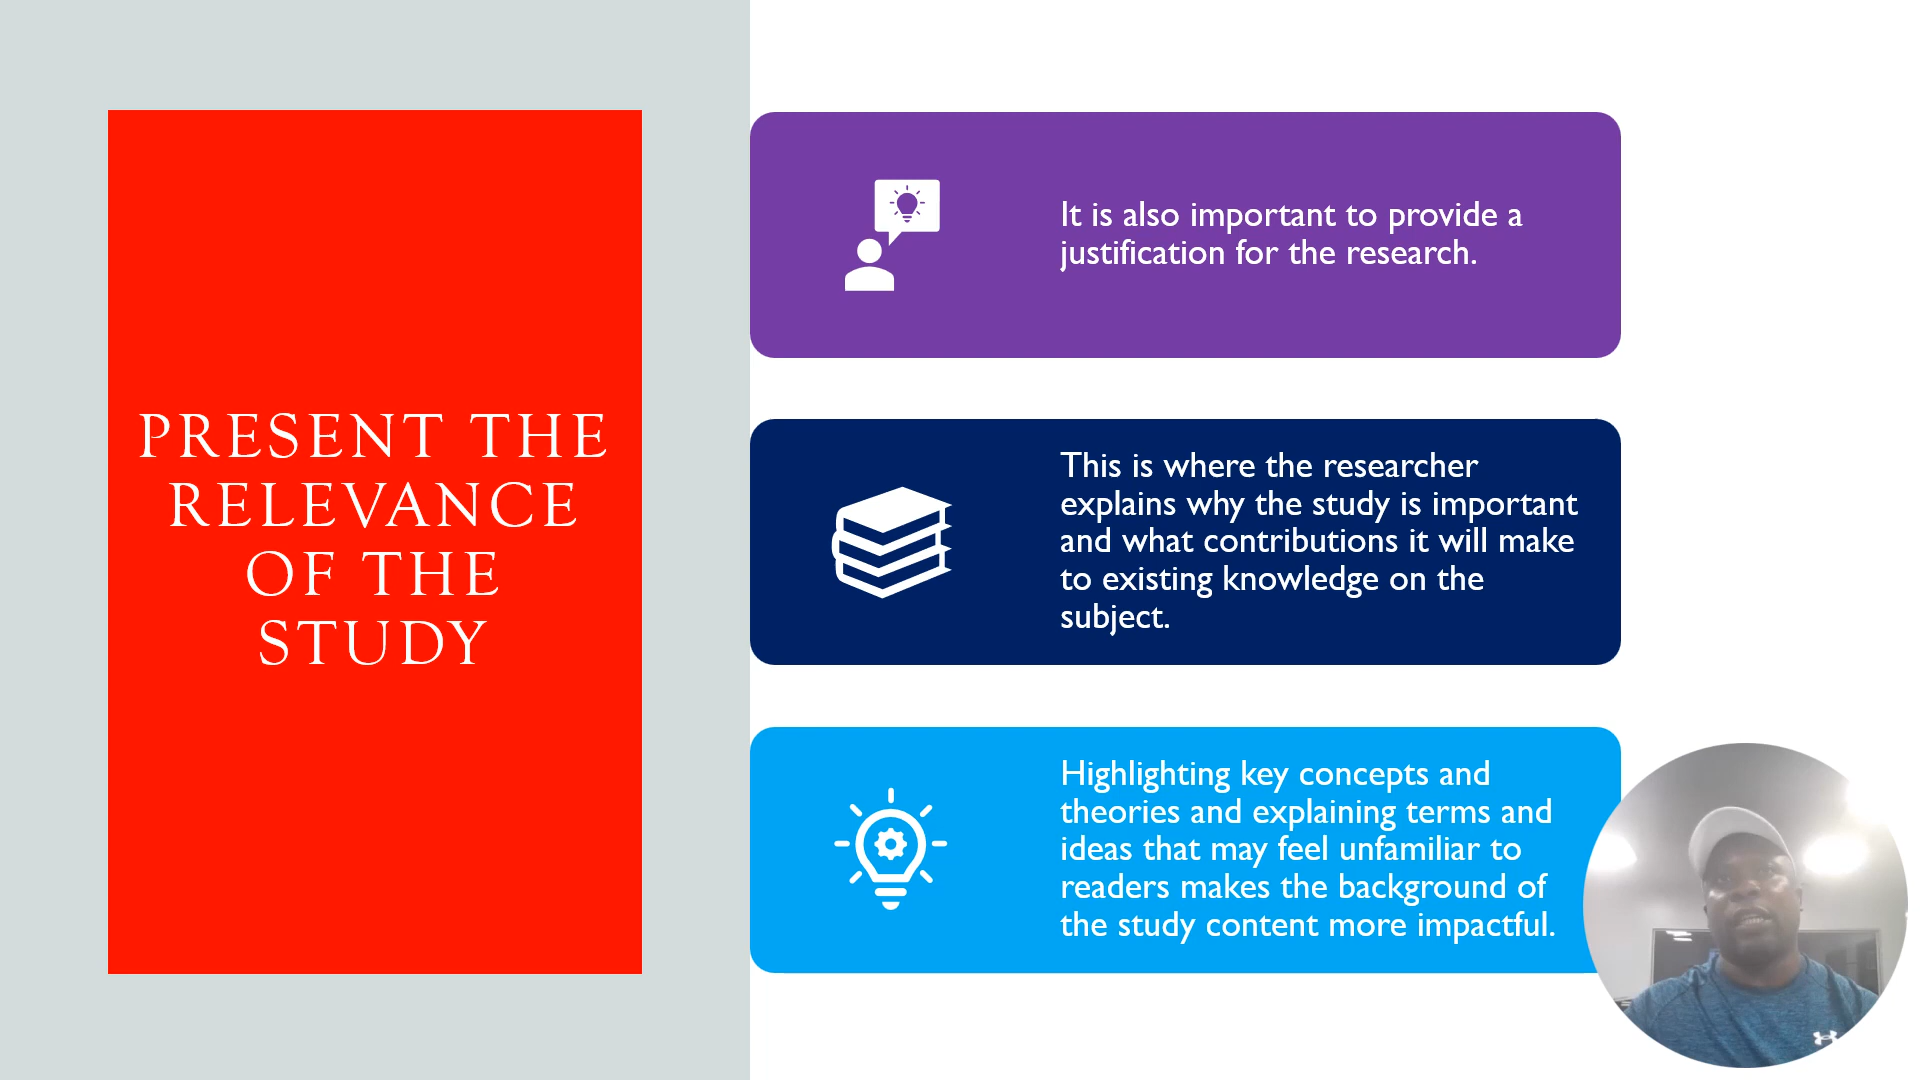 PRESENT THE
RELEVANCE
OF THE
STUDY
It is also important to provide a
justification for the research.
This is where the researcher
explains why the study is important
and what contributions it will make
to existing knowledge on the
subject.
Highlighting key concepts and
theories and explaining terms and
ideas that may feel unfamiliar to
readers makes the background of
the study content more impactful.